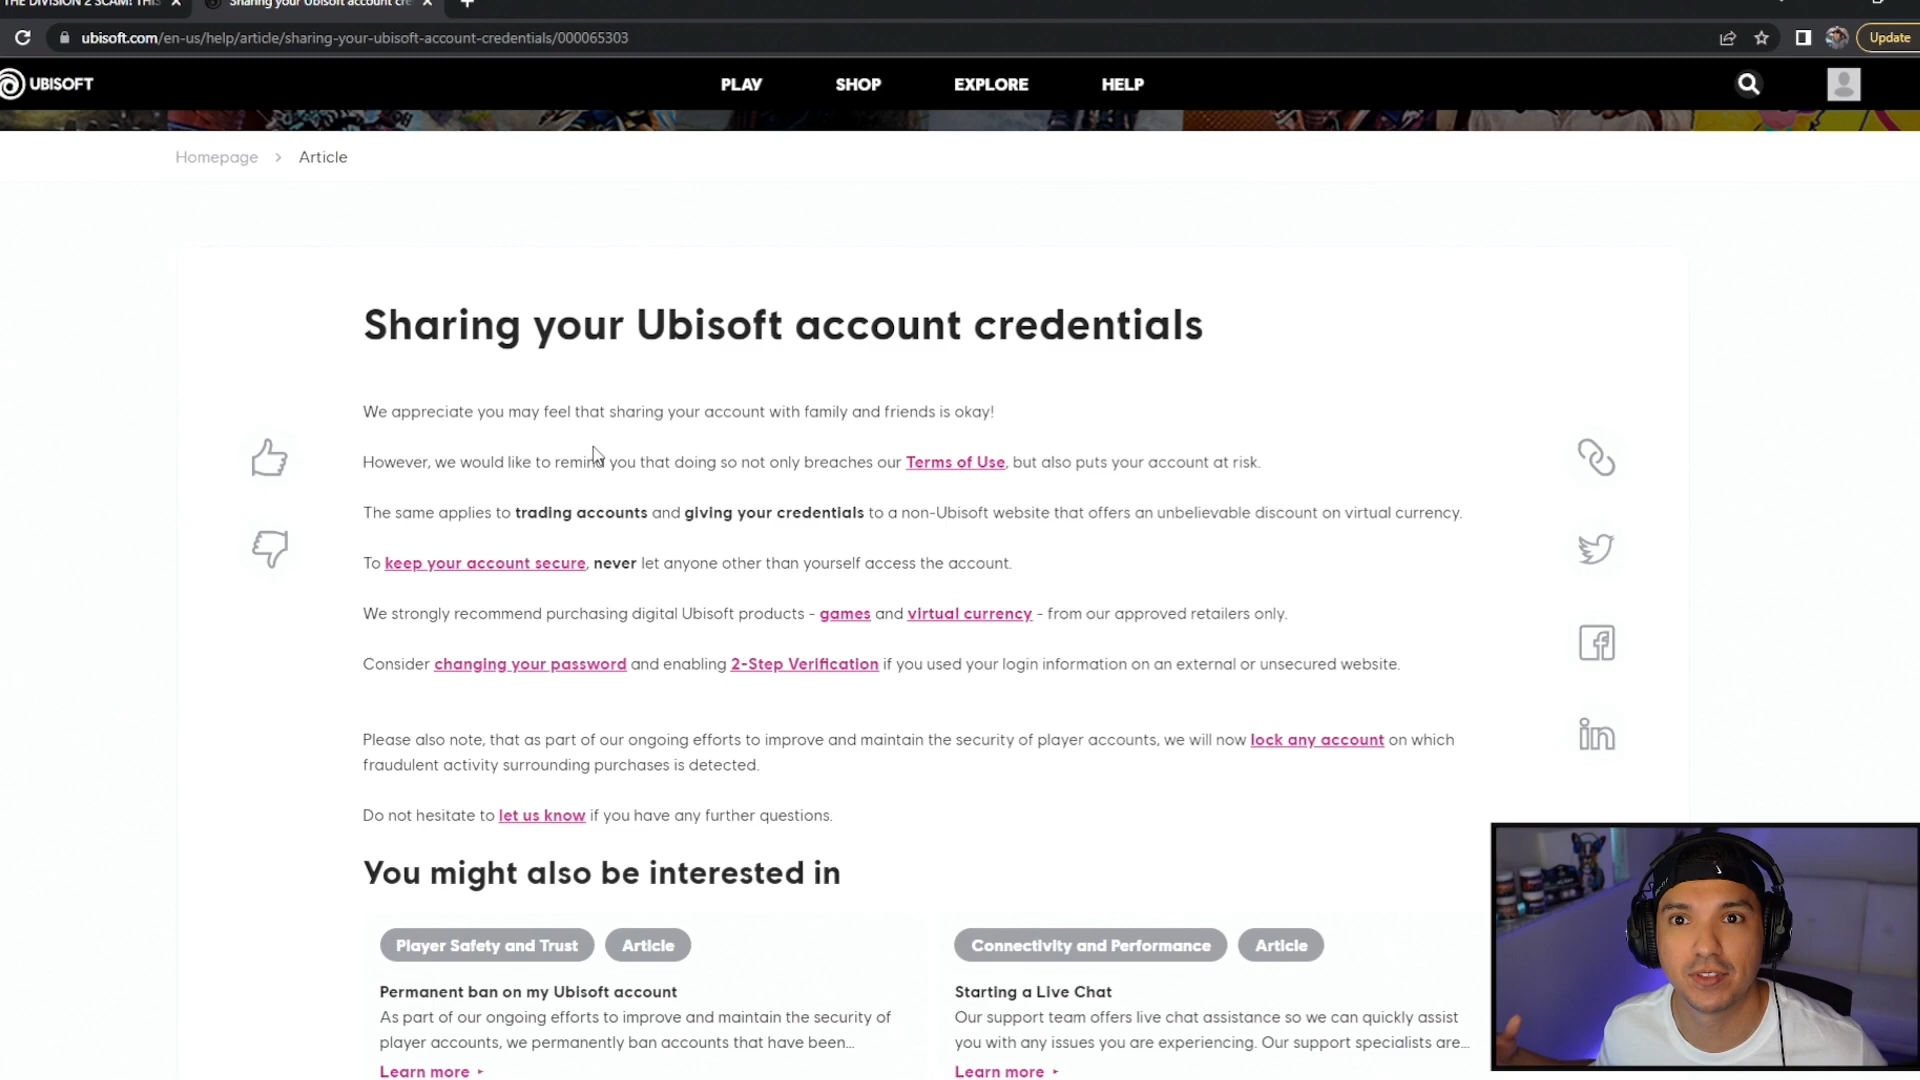 THE DIVISION 2 SCAM! THIS
Sharing your Ubisoft account cre
ubisoft.com/en-us/help/article/sharing-your-ubisoft-account-credentials/000065303
Update
UBISOFT
PLAY
SHOP
EXPLORE
HELP
Homepage > Article
Sharing your Ubisoft account credentials
We appreciate you may feel that sharing your account with family and friends is okay!
However, we would like to remind you that doing so not only breaches our Terms of Use, but also puts your account at risk.
The same applies to trading accounts and giving your credentials to a non-Ubisoft website that offers an unbelievable discount on virtual currency.
To keep your account secure, never let anyone other than yourself access the account.
We strongly recommend purchasing digital Ubisoft products - games and virtual currency - from our approved retailers only.
Consider changing your password and enabling 2-Step Verification if you used your login information on an external or unsecured website.
Please also note, that as part of our ongoing efforts to improve and maintain the security of player accounts, we will now lock any account on which
fraudulent activity surrounding purchases is detected.
Do not hesitate to let us know if you have any further questions.
You might also be interested in
Player Safety and Trust
Article
Permanent ban on my Ubisoft account
As part of our ongoing efforts to improve and maintain the security of
player accounts, we permanently ban accounts that have been...
Learn more
Connectivity and Performance
Article
Starting a Live Chat
Our support team offers live chat assistance so we can quickly assist
you with any issues you are experiencing. Our support specialists are...
Learn more